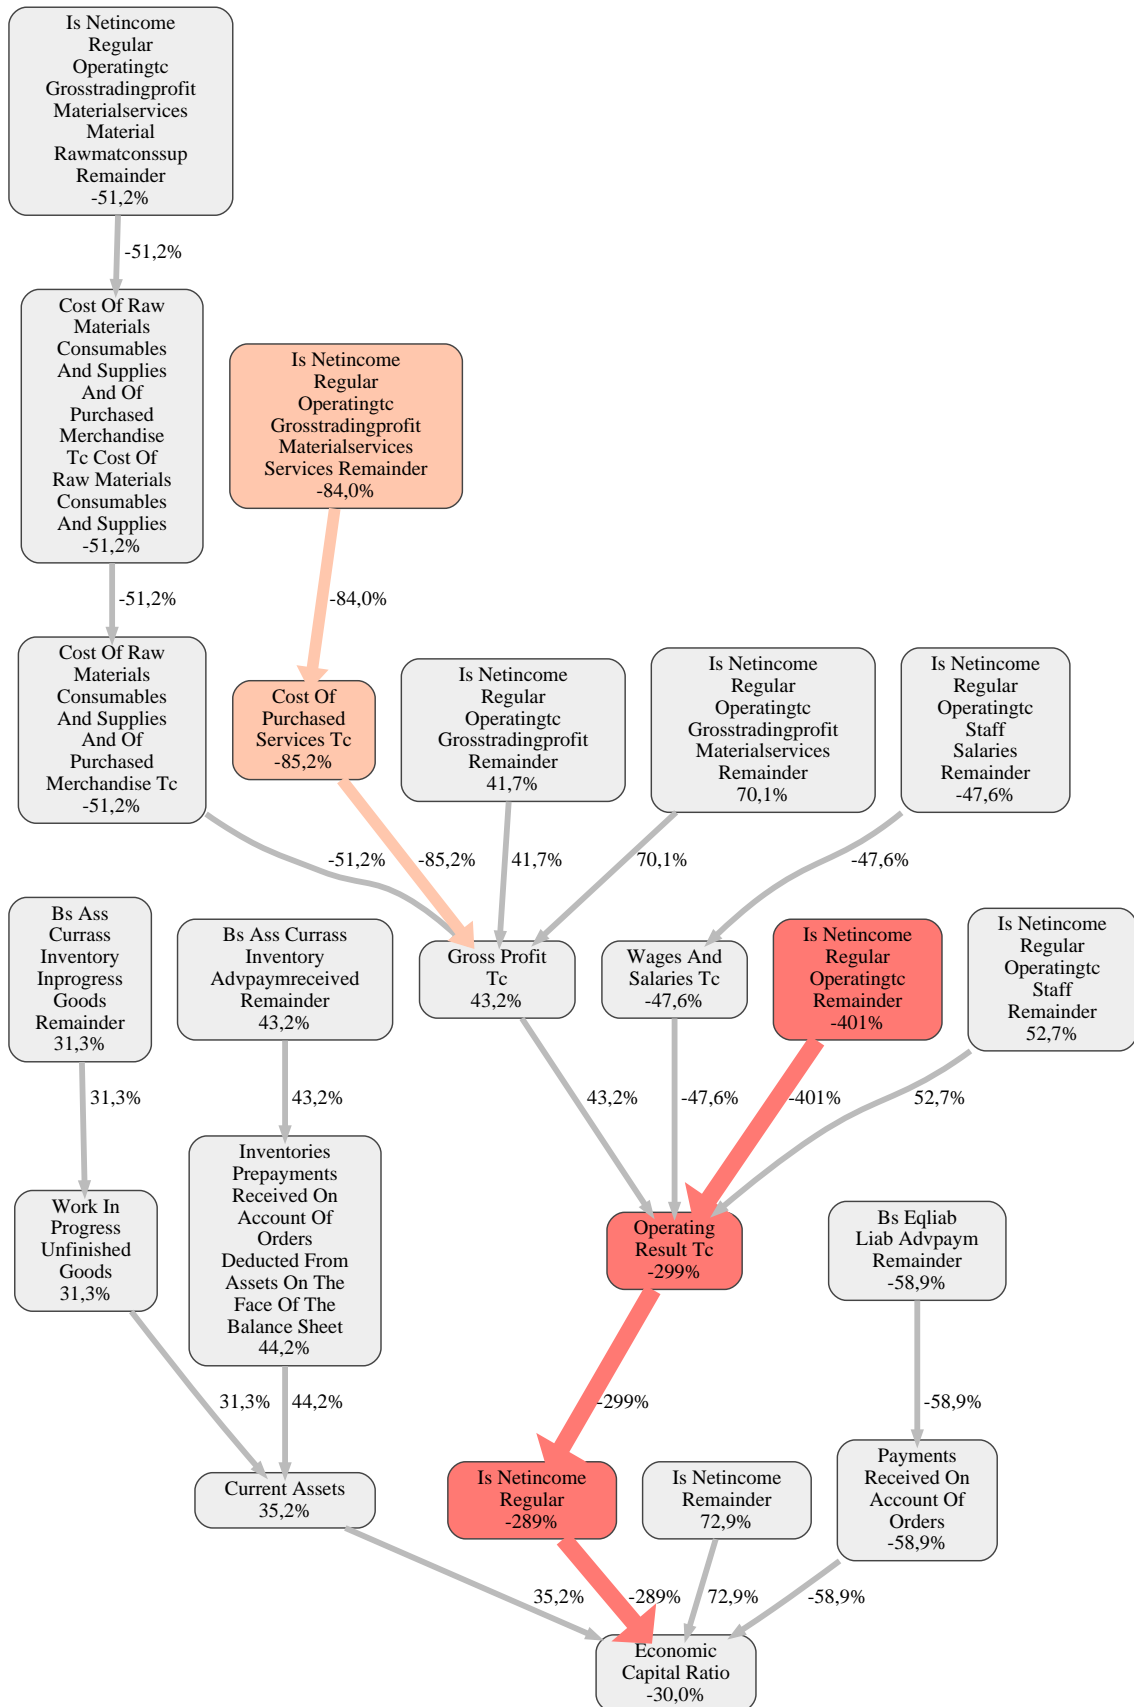 Is Netincome
Regular
Operatingtc
Grosstradingprofit
Materialservices
Material
Rawmatconssup
Remainder
-51,2%
-51,2%
Cost Of Raw
Materials
Consumables
And Supplies
And Of
Purchased
Merchandise
Tc Cost Of
Raw Materials
Consumables
And Supplies
-51,2%
Is Netincome
Regular
Operatingtc
Grosstradingprofit
Materialservices
Services Remainder
-84,0%
-51,2%
-84,0%
Cost Of Raw
Materials
Consumables
And Supplies
And Of
Purchased
Merchandise Tc
-51,2%
Cost Of
Purchased
Services Tc
-85,2%
Is Netincome
Regular
Operatingtc
Grosstradingprofit
Remainder
41,7%
Is Netincome
Regular
Operatingtc
Grosstradingprofit
Materialservices
Remainder
70,1%
Is Netincome
Regular
Operatingtc
Staff
Salaries
Remainder
-47,6%
-51,2%
-85,2%
41,7%
70,1%
-47,6%
Bs Ass
Currass
Inventory
Inprogress
Goods
Remainder
31,3%
Bs Ass Currass
Inventory
Advpaymreceived
Remainder
43,2%
Gross Profit
Tc
43,2%
Wages And
Salaries Tc
-47,6%
Is Netincome
Regular
Operatingtc
Remainder
-401%
Is Netincome
Regular
Operatingtc
Staff
Remainder
52,7%
31,3%
43,2%
43,2%
-47,6%
-401%
52,7%
Work In
Progress
Unfinished
Goods
31,3%
Inventories
Prepayments
Received On
Account Of
Orders
Deducted From
Assets On The
Face Of The
Balance Sheet
44,2%
Operating
Result Tc
-299%
Bs Eqliab
Liab Advpaym
Remainder
-58,9%
31,3%
44,2%
-299%
-58,9%
Current Assets
35,2%
Is Netincome
Regular
-289%
Is Netincome
Remainder
72,9%
Payments
Received On
Account Of
Orders
-58,9%
35,2%
-289%
72,9%
-58,9%
Economic
Capital Ratio
-30,0%